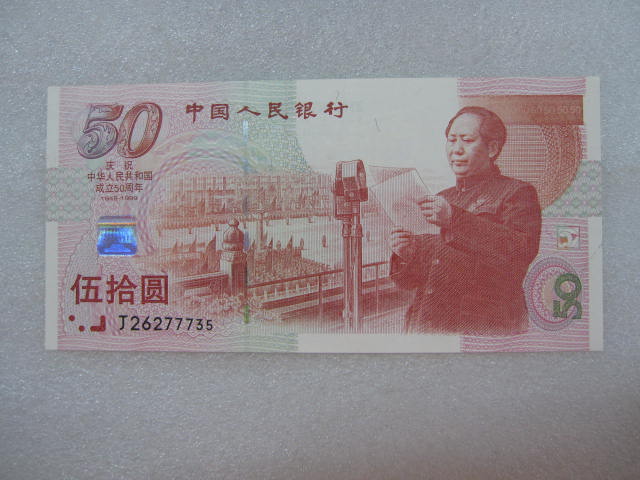 50
中国人民银行
庆祝
中华人民共和国
成立50周年
1949-1999
伍拾圆
J26277735
50